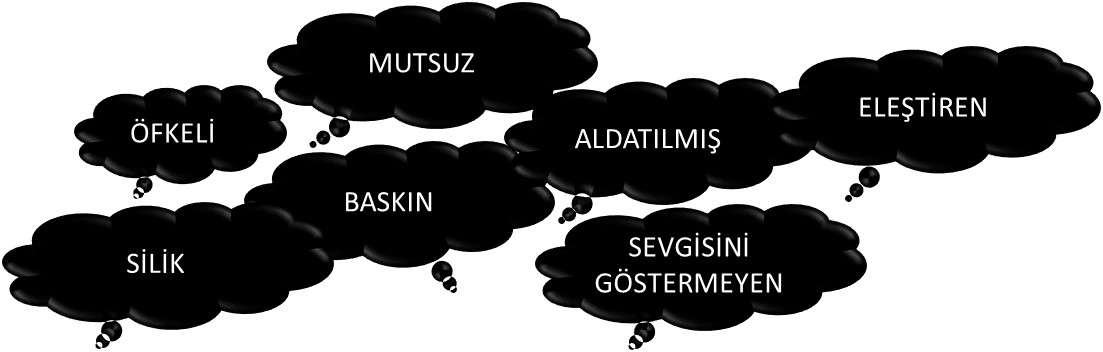 MUTSUZ
ELEŞTİREN
ÖFKELİ
ALDATILMIŞ
BASKIN
SİLİK
SEVGİSİNİ
GÖSTERMEYEN